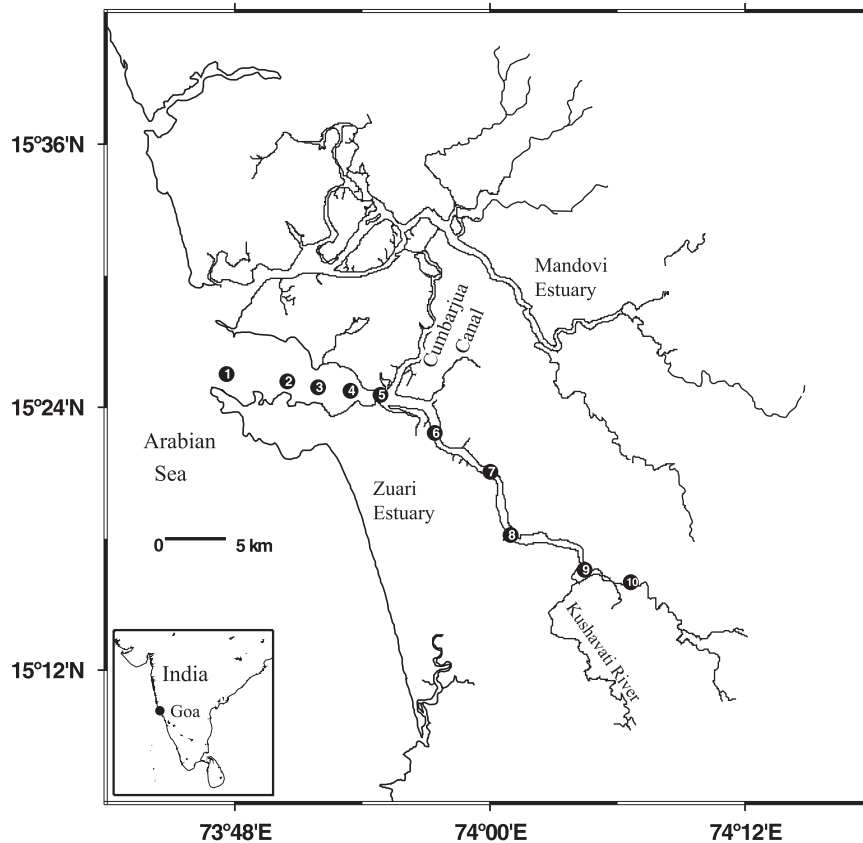 15°36'N
Mandovi
Estuary
Cumbarjua
Canal
1
2
3
4
5
15°24'N
6
Arabian
Sea
7
Zuari
Estuary
8
0 5 km
9
10
Kushavati River
15°12'N
India
Goa
73°48'E 74°00'E 74°12'E